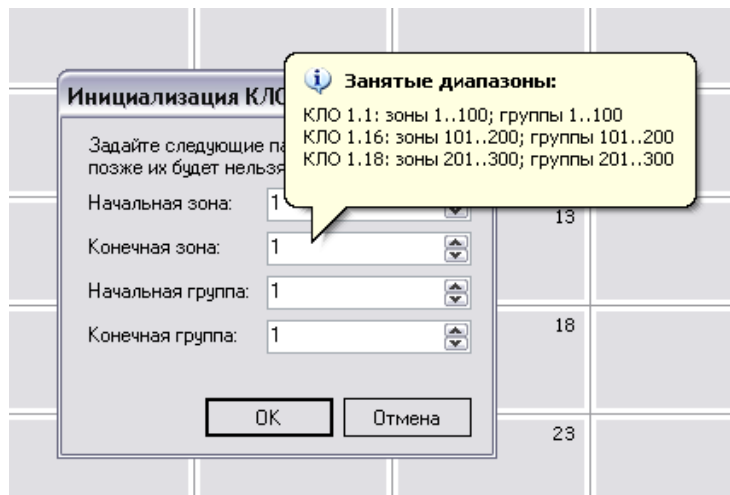 Занятые диапазоны:
КЛО 1.1: зоны 1..100; группы 1..100
КЛО 1.16: зоны 101..200; группы 101..200
КЛО 1.18: зоны 201..300; группы 201..300
Инициализация КЛО
Задайте следующие
позже их будет нельзя
Начальная зона: 1
Конечная зона: 1
Начальная группа: 1
Конечная группа: 1
OK Отмена
13
18
23